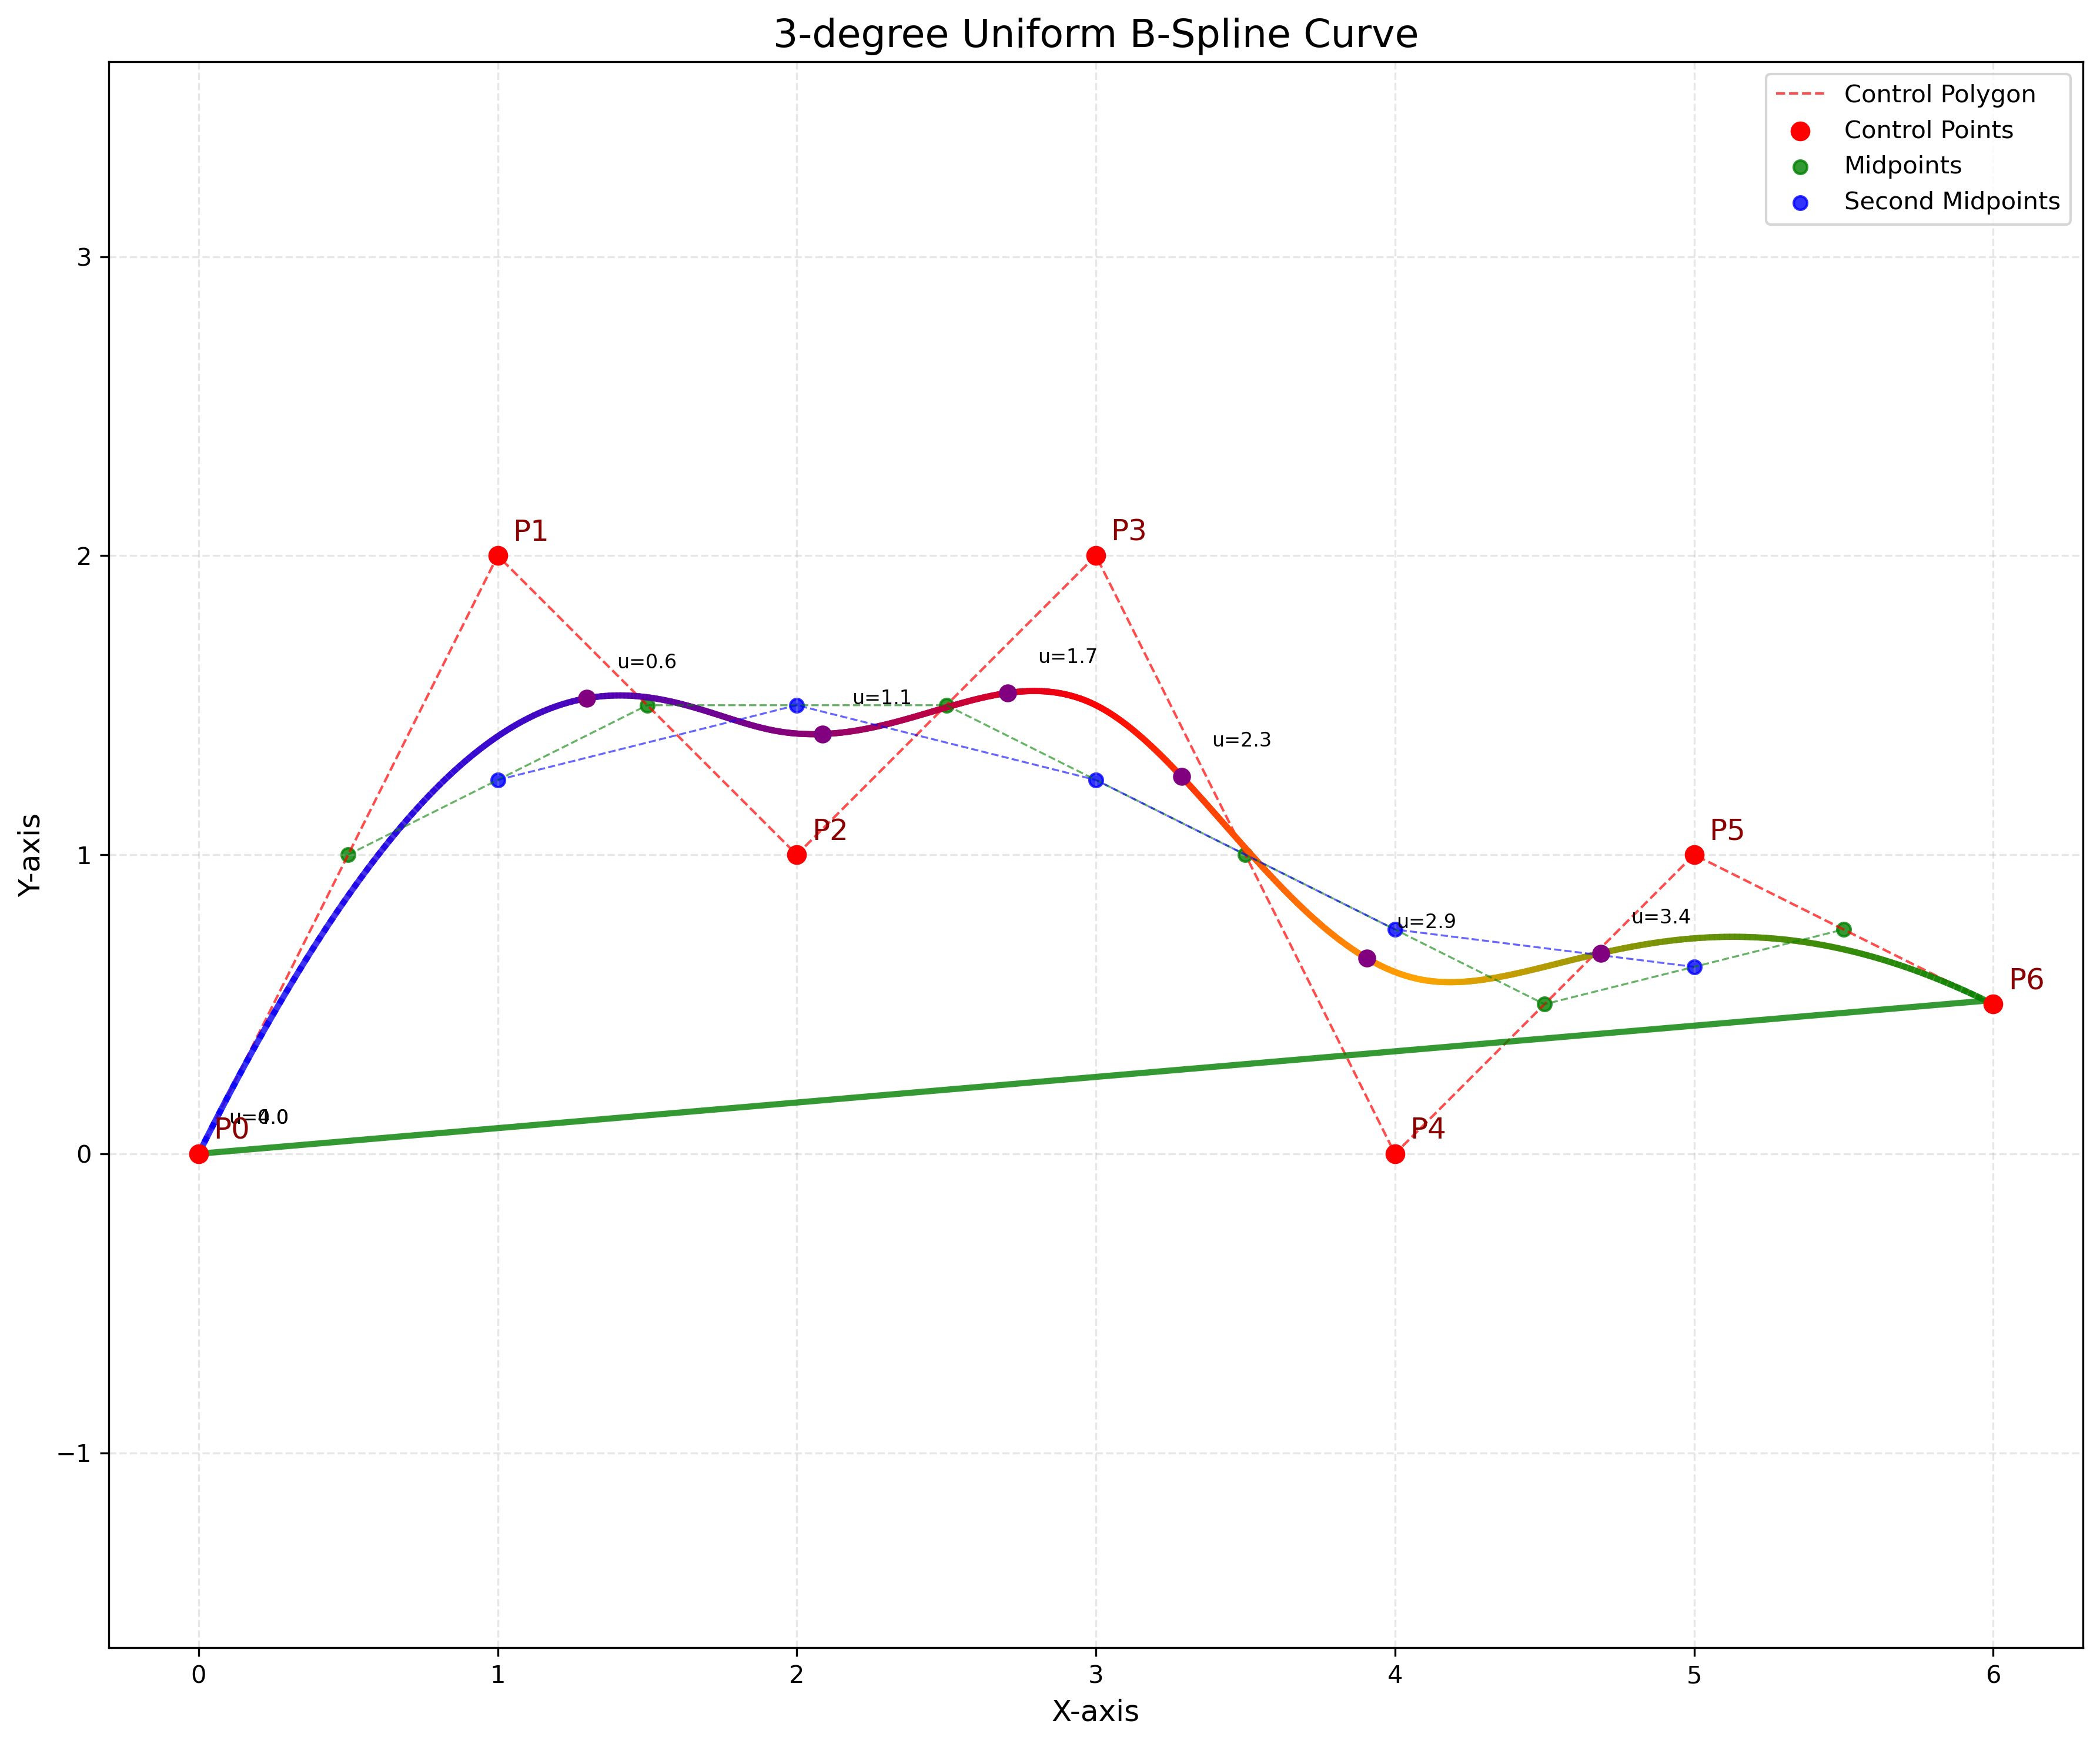 3-degree Uniform B-Spline Curve
Control Polygon
Control Points
Midpoints
Second Midpoints
3
P1
P3
2
u=0.6
u=1.7
u=1.1
u=2.3
P2
P5
1
u=2.9
u=3.4
P6
u=4.0
P0
P4
0
−1
Y-axis
0 1 2 3 4 5 6
X-axis